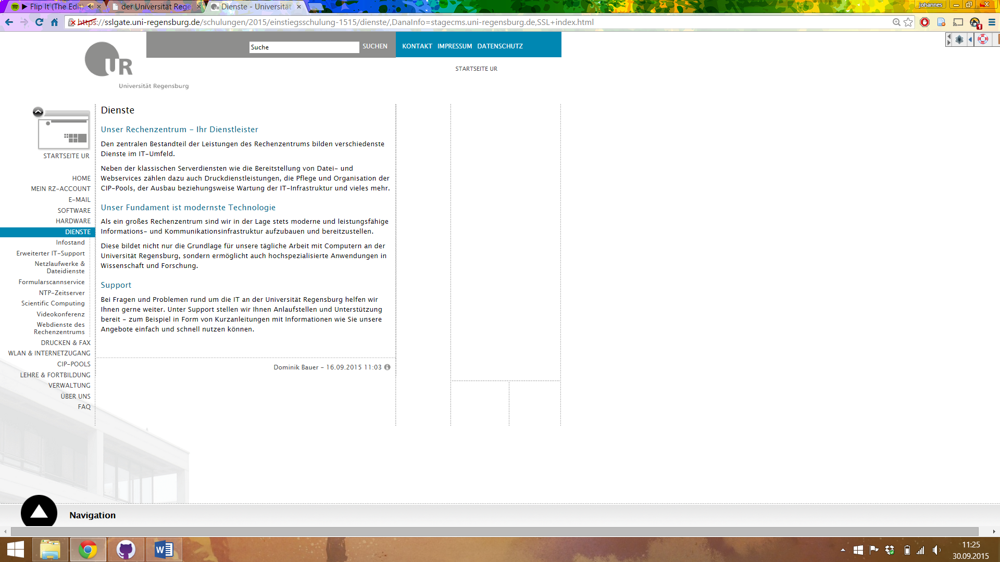 Flip It (The Edit
der Universität Rege
Dienste - Universität
johannes
https://sslgate.uni-regensburg.de/schulungen/2015/einstiegsschulung-1515/dienste/,DanaInfo=stagecms.uni-regensburg.de,SSL+index.html
1
Suche
SUCHEN
KONTAKT IMPRESSUM DATENSCHUTZ
UR
Universität Regensburg
STARTSEITE UR
STARTSEITE UR
HOME
MEIN RZ-ACCOUNT
E-MAIL
SOFTWARE
HARDWARE
DIENSTE
Infostand
Erweiterter IT-Support
Netzlaufwerke &
Dateidienste
Formularscannservice
NTP-Zeitserver
Scientific Computing
Videokonferenz
Webdienste des
Rechenzentrums
DRUCKEN & FAX
WLAN & INTERNETZUGANG
CIP-POOLS
LEHRE & FORTBILDUNG
VERWALTUNG
ÜBER UNS
FAQ
Dienste
Unser Rechenzentrum - Ihr Dienstleister
Den zentralen Bestandteil der Leistungen des Rechenzentrums bilden verschiedenste
Dienste im IT-Umfeld.
Neben der klassischen Serverdiensten wie die Bereitstellung von Datei- und
Webservices zählen dazu auch Druckdienstleistungen, die Pflege und Organisation der
CIP-Pools, der Ausbau beziehungsweise Wartung der IT-Infrastruktur und vieles mehr.
Unser Fundament ist modernste Technologie
Als ein großes Rechenzentrum sind wir in der Lage stets moderne und leistungsfähige
Informations- und Kommunikationsinfrastruktur aufzubauen und bereitzustellen.
Diese bildet nicht nur die Grundlage für unsere tägliche Arbeit mit Computern an der
Universität Regensburg, sondern ermöglicht auch hochspezialisierte Anwendungen in
Wissenschaft und Forschung.
Support
Bei Fragen und Problemen rund um die IT an der Universität Regensburg helfen wir
Ihnen gerne weiter. Unter Support stellen wir Ihnen Anlaufstellen und Unterstützung
bereit - zum Beispiel in Form von Kurzanleitungen mit Informationen wie Sie unsere
Angebote einfach und schnell nutzen können.
Dominik Bauer - 16.09.2015 11:03
Navigation
11:25
30.09.2015